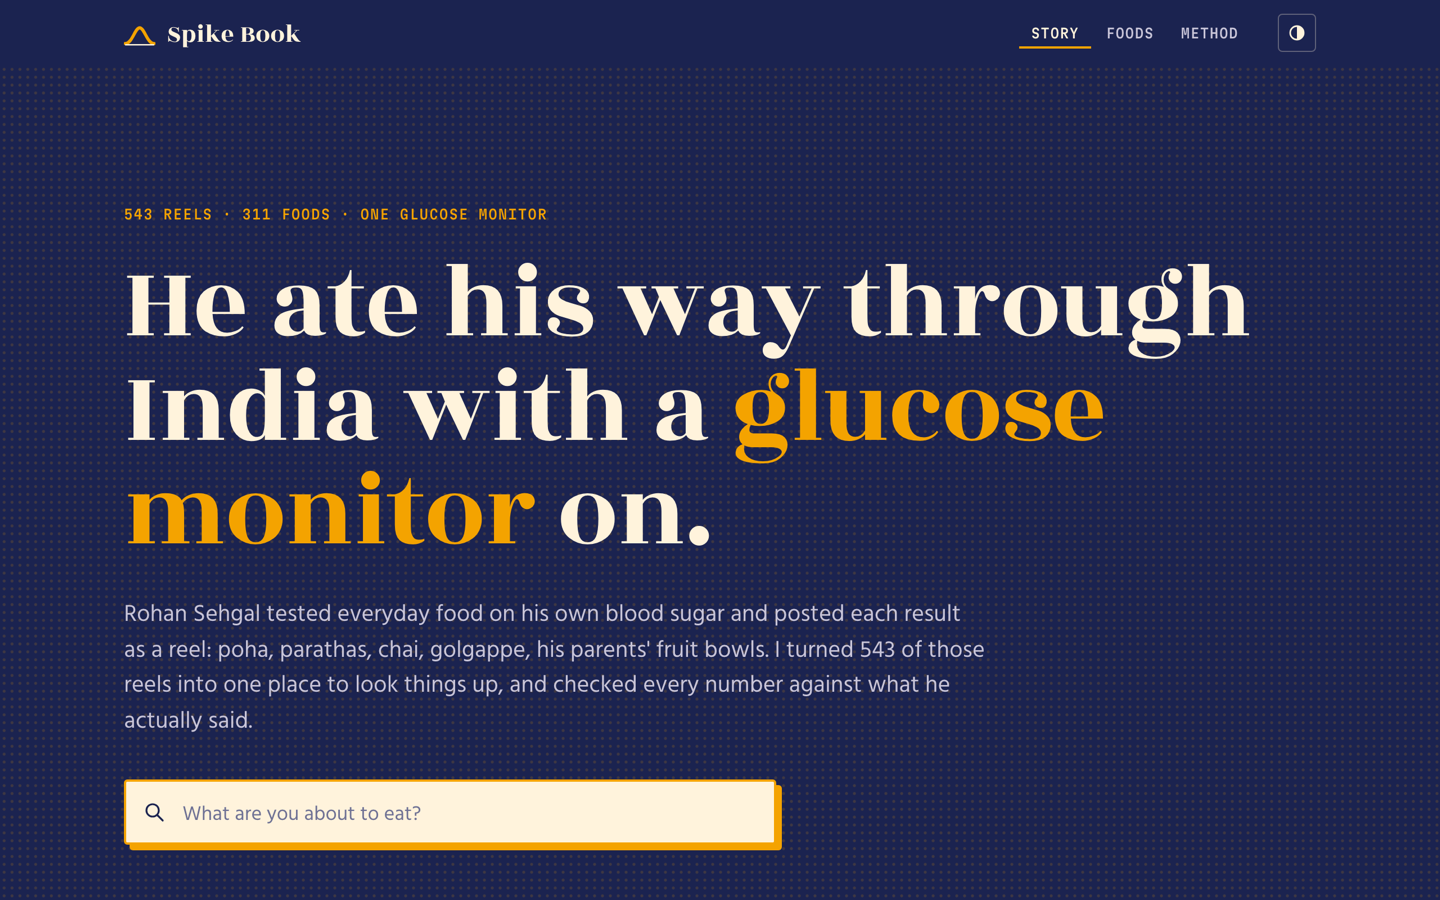 Spike Book
STORY FOODS METHOD
543 REELS · 311 FOODS · ONE GLUCOSE MONITOR
He ate his way through
India with a glucose
monitor on.
Rohan Sehgal tested everyday food on his own blood sugar and posted each result
as a reel: poha, parathas, chai, golgappe, his parents' fruit bowls. I turned 543 of those
reels into one place to look things up, and checked every number against what he
actually said.
What are you about to eat?